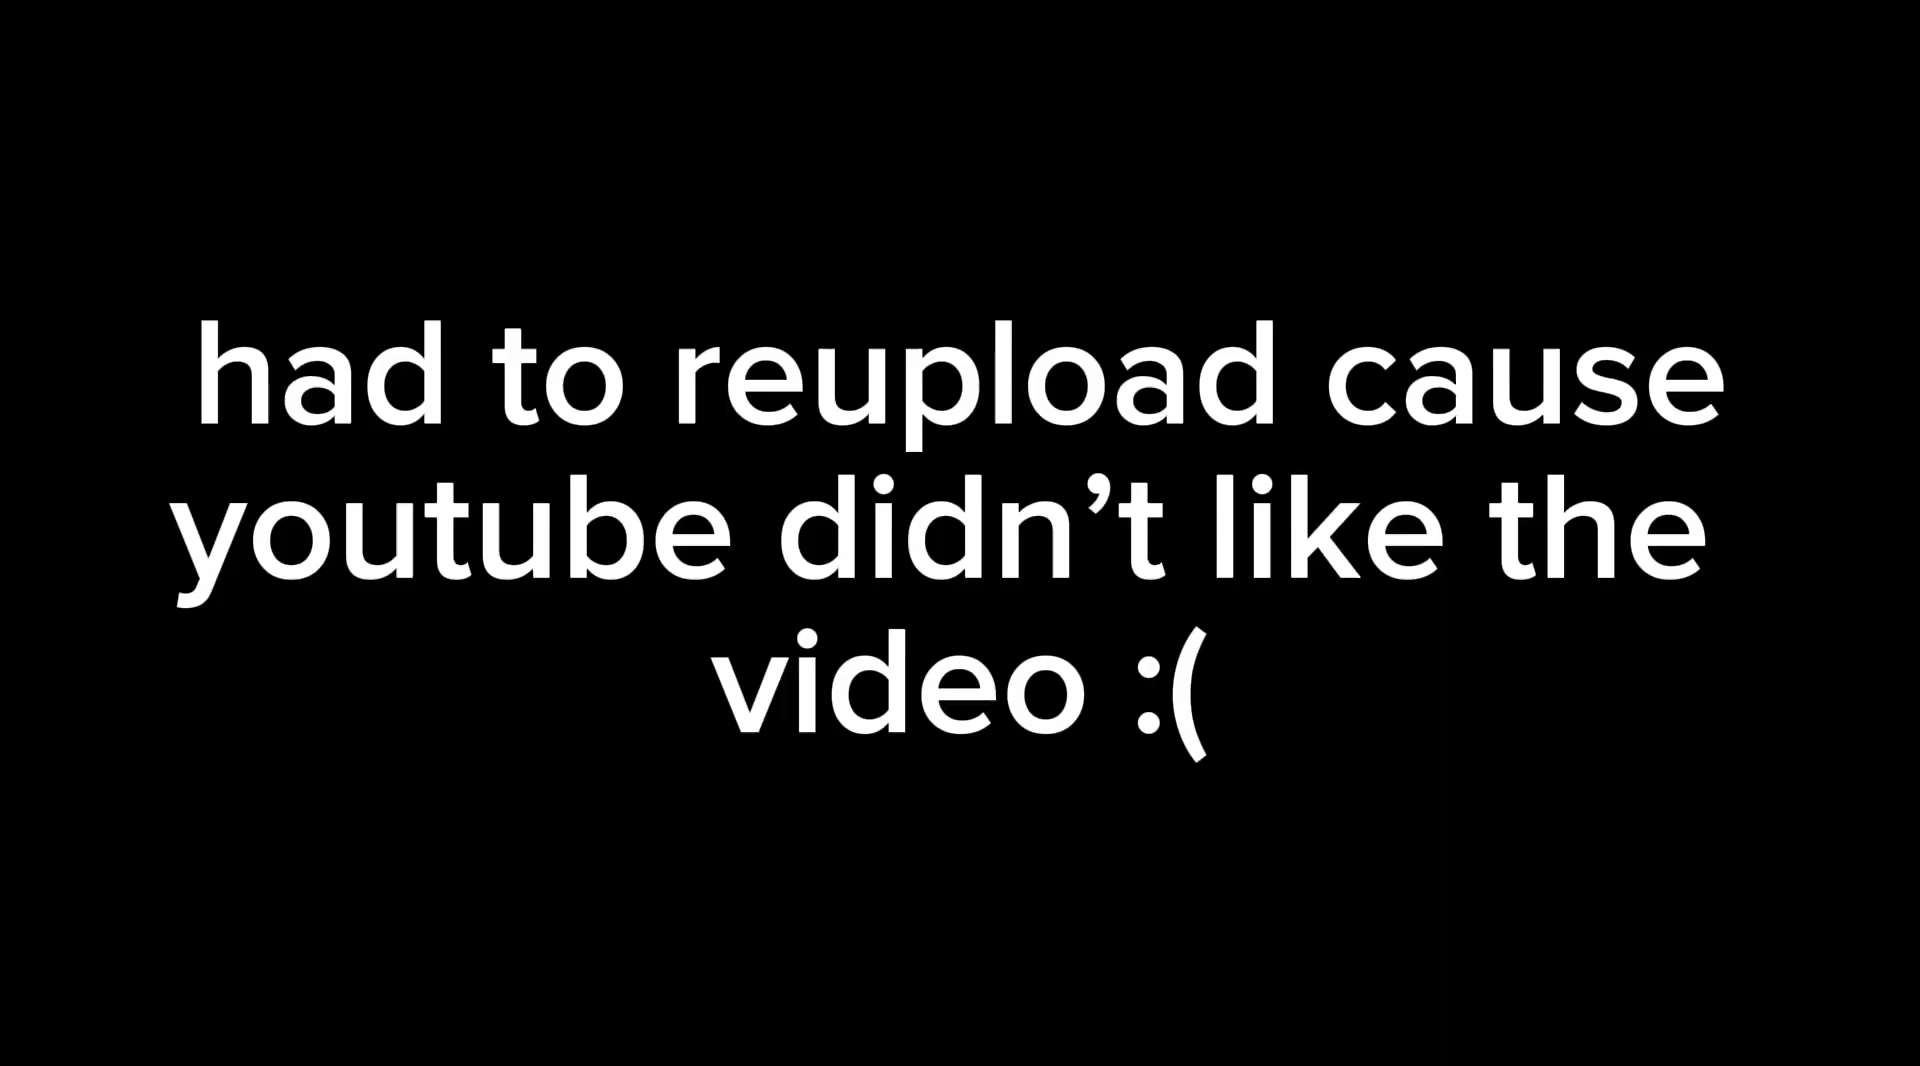 had to reupload cause
youtube didn’t like the
video :(